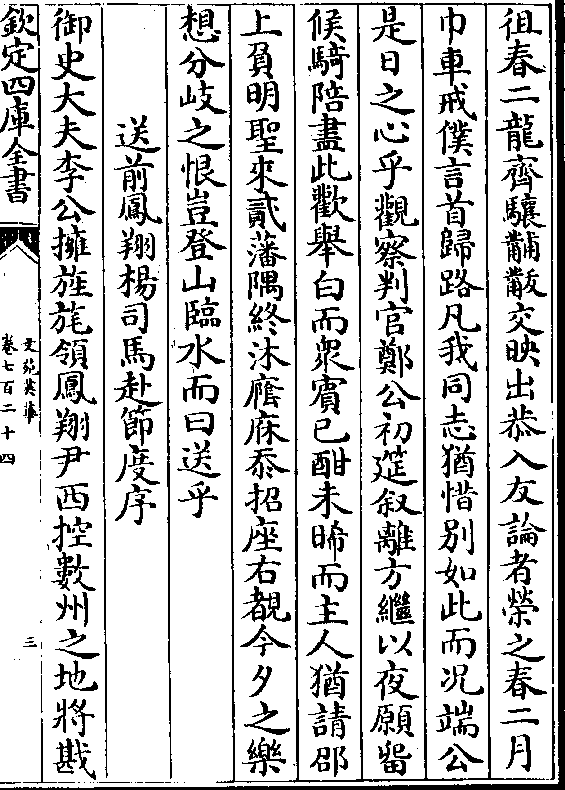 徂春二龍齊驤黼黻交映出恭入友論者榮之春二月
巾車戒僕言首歸路凡我同志猶惜別如此而況端公
是日之心乎觀察判官鄭公初筵叙離方繼以夜願留
候騎陪盡此歡舉白而衆賓已酣未晞而主人猶請邵
上負明聖來貳藩隅終沐廕庥忝招座右覩今夕之樂
想分岐之恨豈登山臨水而曰送乎
送前鳳翔楊司馬赴節度序
御史大夫李公擁旌旄領鳳翔尹西控數州之地將戡
欽定四庫全書
文苑英華
卷七百二十四
三